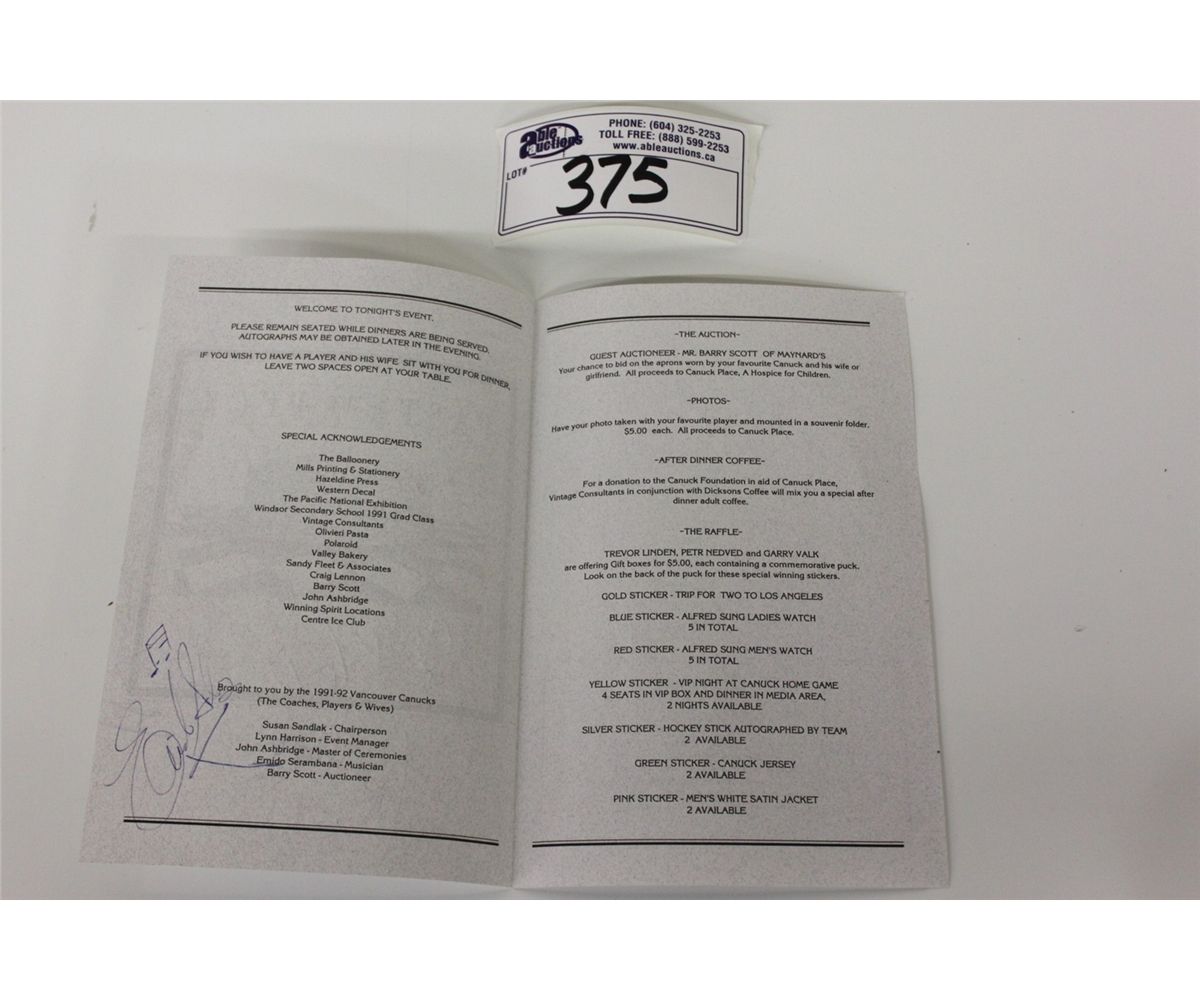 able auctions
PHONE: (604) 325-2253
TOLL FREE: (888) 599-2253
www.ableauctions.ca
LOT#
375
WELCOME TO TONIGHT'S EVENT.
PLEASE REMAIN SEATED WHILE DINNERS ARE BEING SERVED.
AUTOGRAPHS MAY BE OBTAINED LATER IN THE EVENING.
IF YOU WISH TO HAVE A PLAYER AND HIS WIFE SIT WITH YOU FOR DINNER,
LEAVE TWO SPACES OPEN AT YOUR TABLE.
SPECIAL ACKNOWLEDGEMENTS
The Balloonery
Mills Printing & Stationery
Hazeldine Press
Western Decal
The Pacific National Exhibition
Windsor Secondary School 1991 Grad Class
Vintage Consultants
Olivieri Pasta
Polaroid
Valley Bakery
Sandy Fleet & Associates
Craig Lennon
Barry Scott
John Ashbridge
Winning Spirit Locations
Centre Ice Club
Brought to you by the 1991-92 Vancouver Canucks
(The Coaches, Players & Wives)
Susan Sandlak - Chairperson
Lynn Harrison - Event Manager
John Ashbridge - Master of Ceremonies
Emido Serambana - Musician
Barry Scott - Auctioneer
~THE AUCTION~
GUEST AUCTIONEER - MR. BARRY SCOTT OF MAYNARD'S
Your chance to bid on the aprons worn by your favourite Canuck and his wife or
girlfriend. All proceeds to Canuck Place, A Hospice for Children.
~PHOTOS~
Have your photo taken with your favourite player and mounted in a souvenir folder,
$5.00 each. All proceeds to Canuck Place.
~AFTER DINNER COFFEE~
For a donation to the Canuck Foundation in aid of Canuck Place,
Vintage Consultants in conjunction with Dicksons Coffee will mix you a special after
dinner adult coffee.
~THE RAFFLE~
TREVOR LINDEN, PETR NEDVED and GARRY VALK
are offering Gift boxes for $5.00, each containing a commemorative puck.
Look on the back of the puck for these special winning stickers.
GOLD STICKER - TRIP FOR TWO TO LOS ANGELES
BLUE STICKER - ALFRED SUNG LADIES WATCH
5 IN TOTAL
RED STICKER - ALFRED SUNG MEN'S WATCH
5 IN TOTAL
YELLOW STICKER - VIP NIGHT AT CANUCK HOME GAME
4 SEATS IN VIP BOX AND DINNER IN MEDIA AREA,
2 NIGHTS AVAILABLE
SILVER STICKER - HOCKEY STICK AUTOGRAPHED BY TEAM
2 AVAILABLE
GREEN STICKER - CANUCK JERSEY
2 AVAILABLE
PINK STICKER - MEN'S WHITE SATIN JACKET
2 AVAILABLE